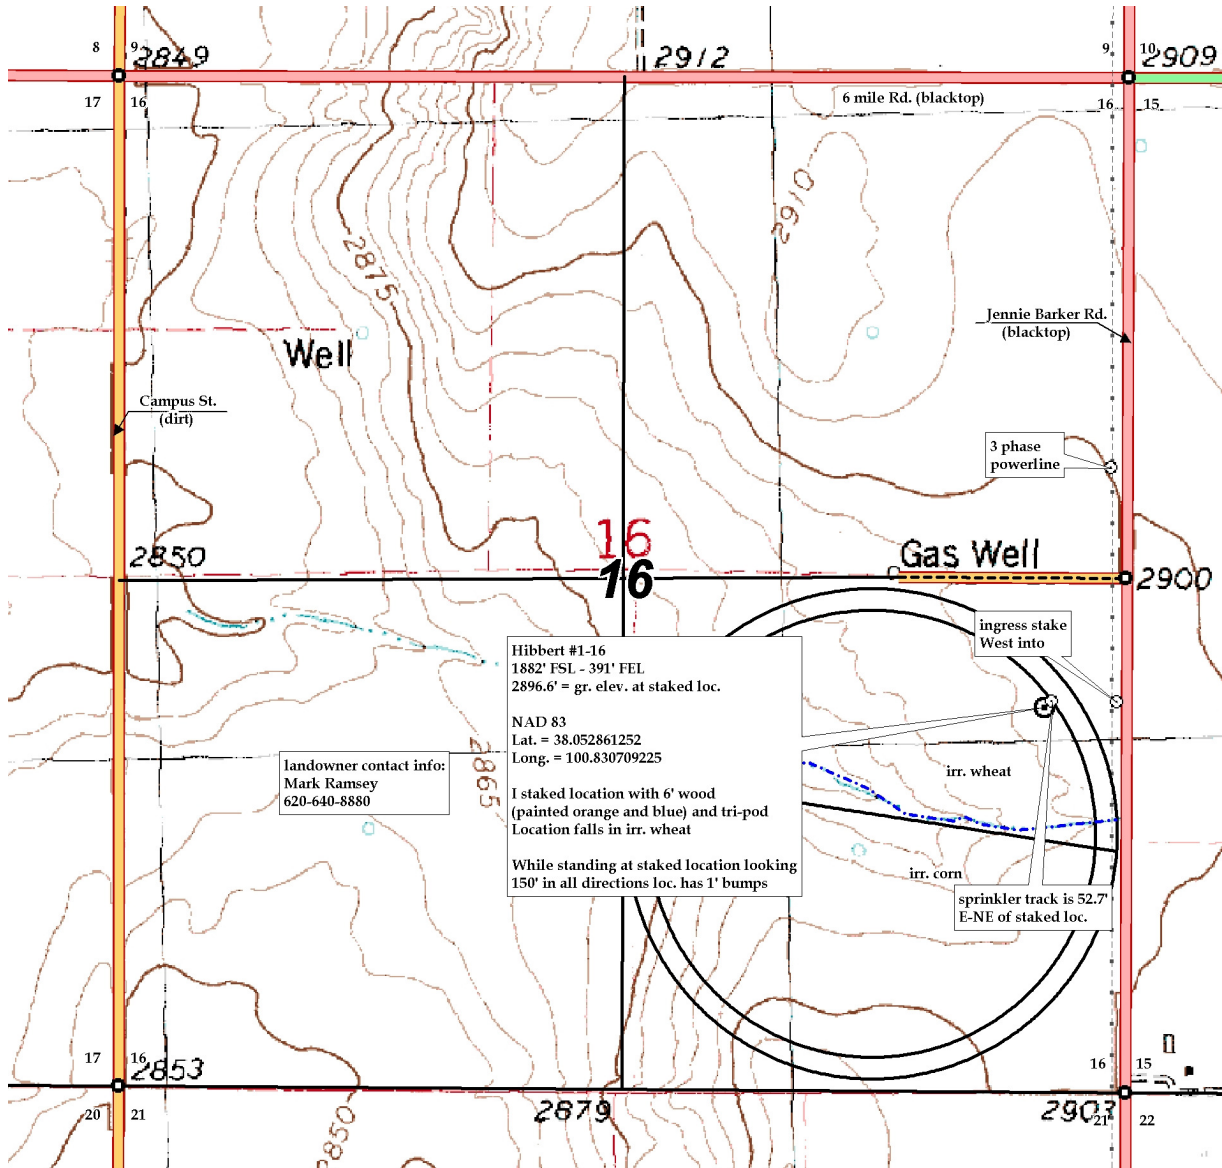 8 9
2849
2912
9 10
2909
17 16
6 mile Rd. (blacktop)
16 15
2910
2875
Jennie Barker Rd.
(blacktop)
Well
Campus St.
(dirt)
3 phase
powerline
16
16
Gas Well
2850
2900
ingress stake
West into
Hibbert #1-16
1882' FSL - 391' FEL
2896.6' = gr. elev. at staked loc.
NAD 83
Lat. = 38.052861252
Long. = 100.830709225
I staked location with 6' wood
(painted orange and blue) and tri-pod
Location falls in irr. wheat
While standing at staked location looking
150' in all directions loc. has 1' bumps
landowner contact info:
Mark Ramsey
620-640-8880
2865
irr. wheat
irr. corn
sprinkler track is 52.7'
E-NE of staked loc.
17 16
2853
16 15
20 21
2850
2879
2903
21 22